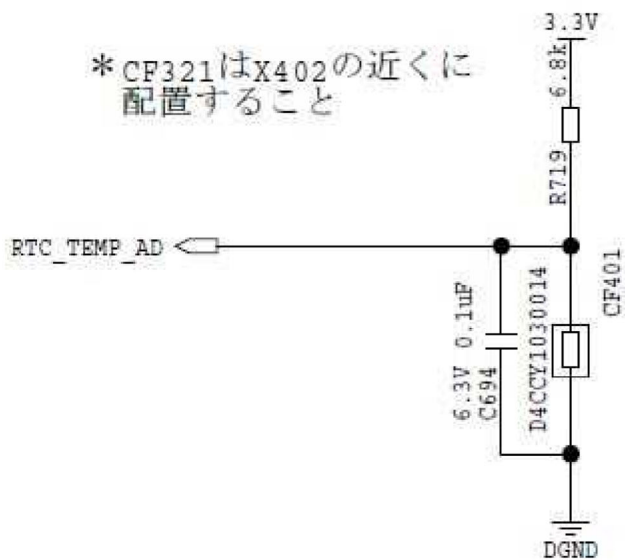 3.3V
*CF321はX402の近くに
配置すること
6.8k
R719
RTC_TEMP_AD
CF401
D4CCY1030014
6.3V 0.1uF
C694
DGND